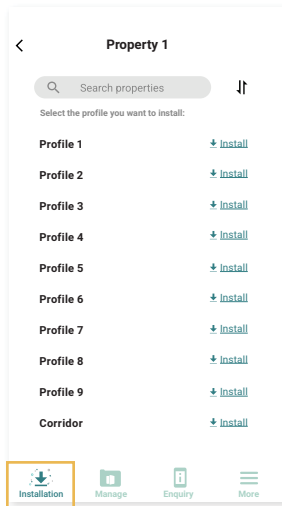 Property 1
Search properties
Select the profile you want to install:
Profile 1 Install
Profile 2 Install
Profile 3 Install
Profile 4 Install
Profile 5 Install
Profile 6 Install
Profile 7 Install
Profile 8 Install
Profile 9 Install
Corridor Install
Installation Manage Enquiry More